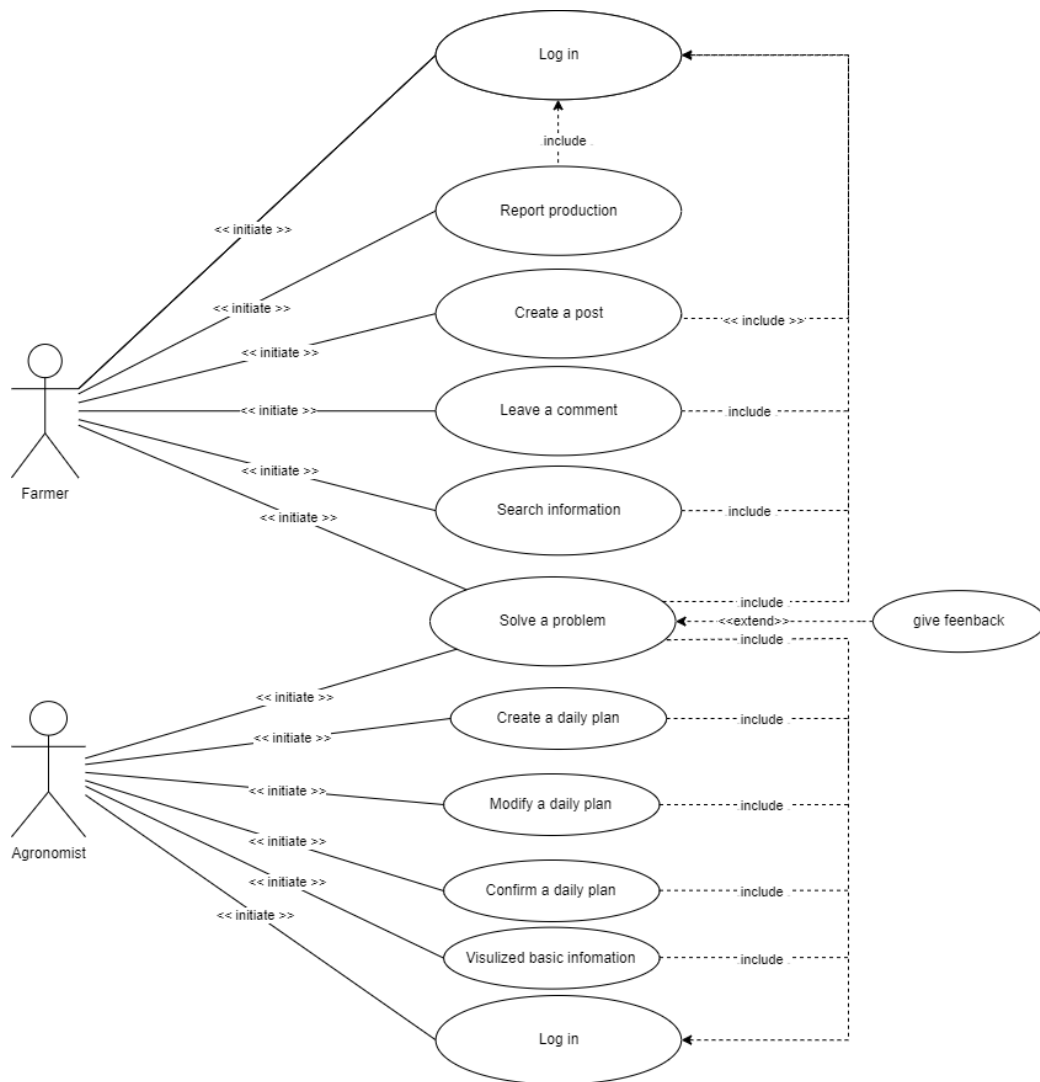 Log in
.include .
Report production
<< initiate >>
<< initiate >>
Create a post
<< include >>
<< initiate >>
Leave a comment
.include .
<< initiate >>
Farmer
<< initiate >>
Search information
.include .
<< initiate >>
Solve a problem
.include .
<<extend>>
.include .
give feenback
<< initiate >>
Create a daily plan
.include .
<< initiate >>
Modify a daily plan
.include .
<< initiate >>
Agronomist
<< initiate >>
Confirm a daily plan
.include .
<< initiate >>
<< initiate >>
Visulized basic infomation
.include .
Log in